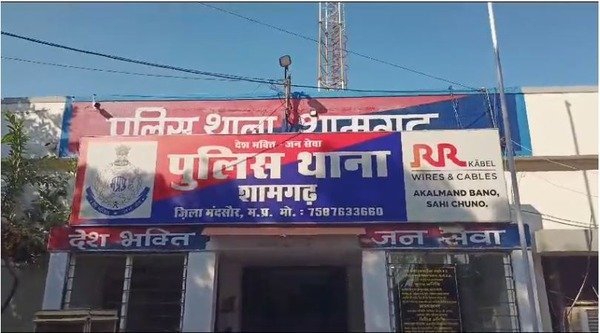 पुलिस थाना शामगढ़
देश भक्ति - जन सेवा
पुलिस थाना
शामगढ़
जिला मंदसौर, म.प्र. मो. : 7587633660
RR KABEL
WIRES & CABLES
AKALMAND BANO,
SAHI CHUNO.
देश भक्ति
जन सेवा